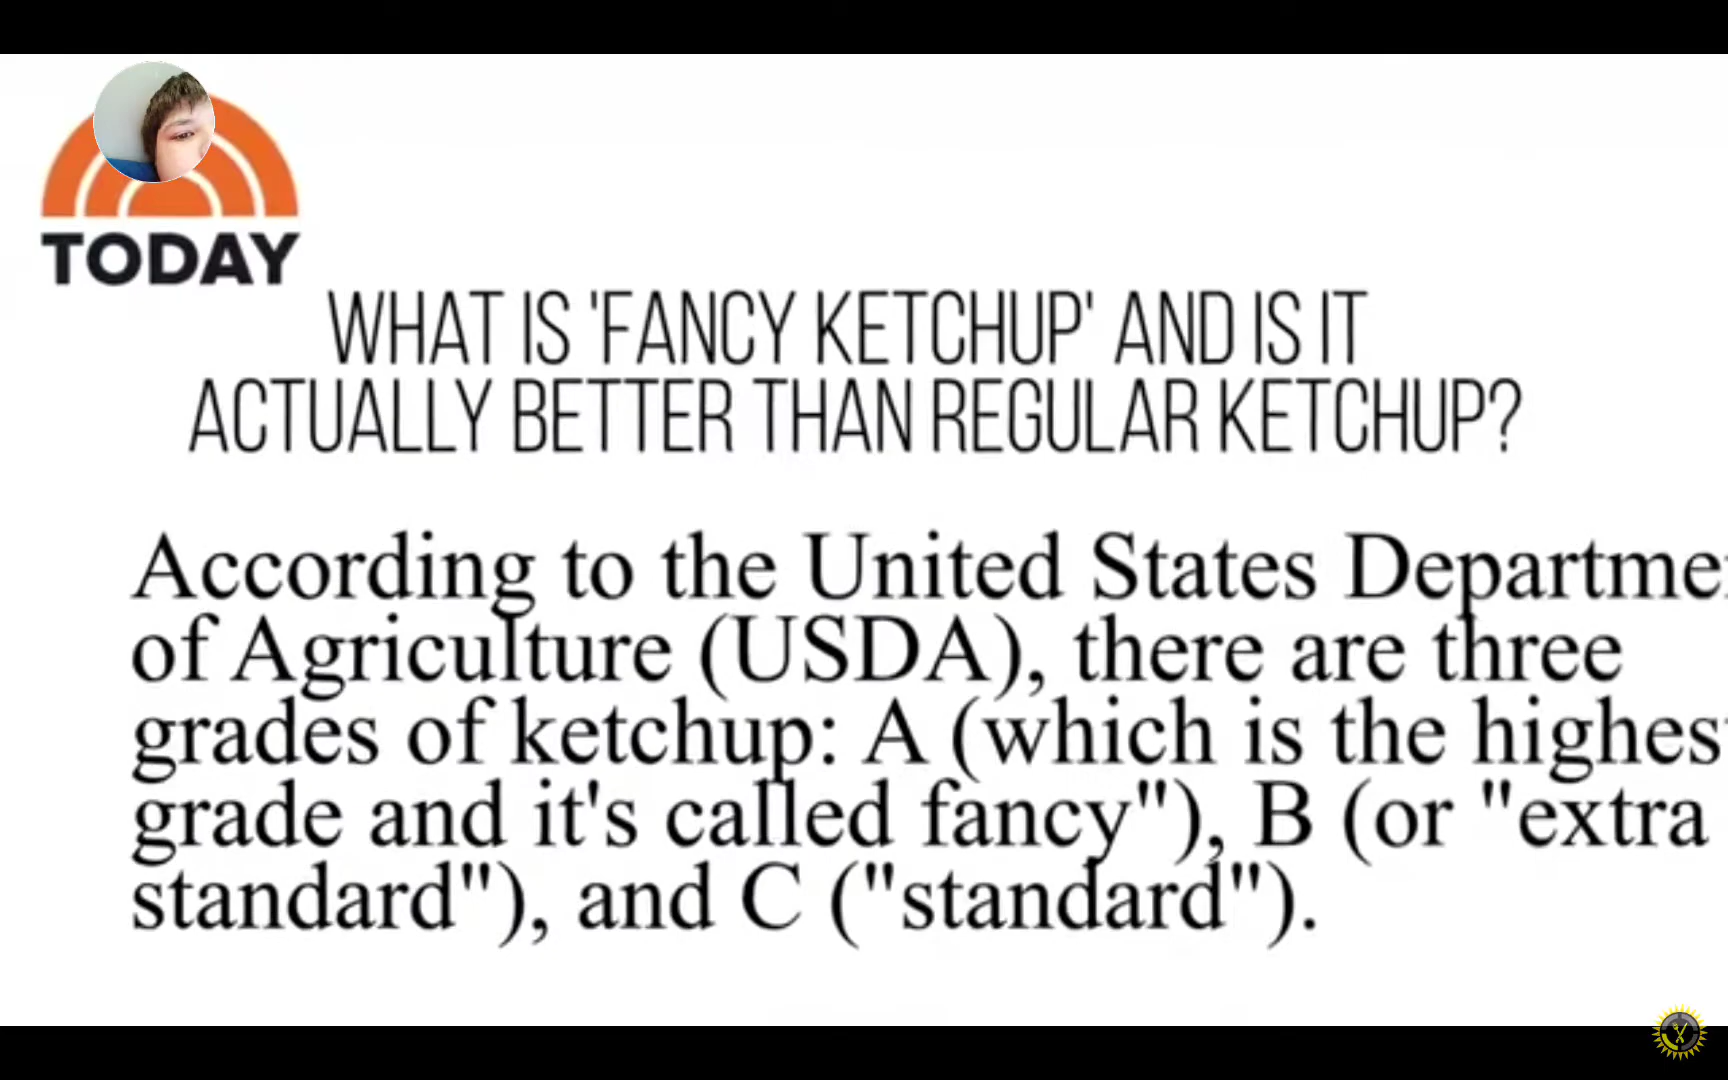 TODAY
WHAT IS 'FANCY KETCHUP' AND IS IT
ACTUALLY BETTER THAN REGULAR KETCHUP?
According to the United States Departme
of Agriculture (USDA), there are three
grades of ketchup: A (which is the highes
grade and it's called fancy"), B (or "extra
standard"), and C ("standard").